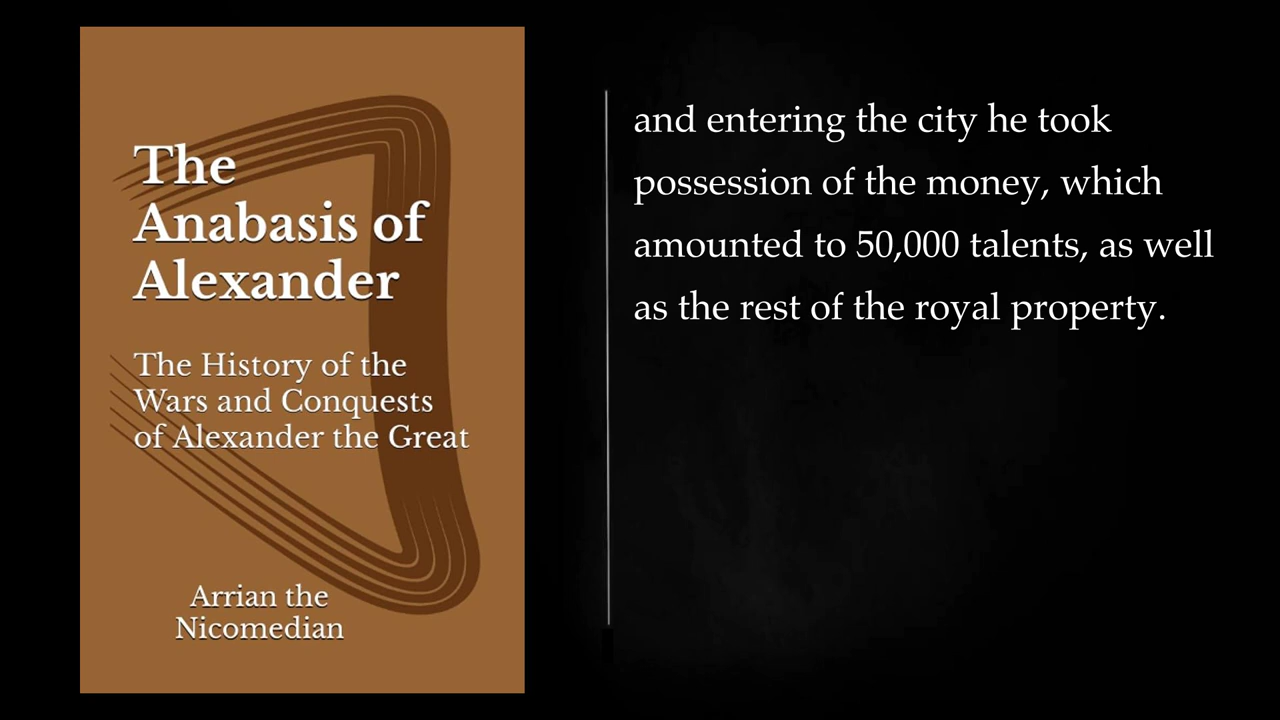 The
Anabasis of
Alexander
The History of the
Wars and Conquests
of Alexander the Great
Arrian the
Nicomedian
and entering the city he took
possession of the money, which
amounted to 50,000 talents, as well
as the rest of the royal property.